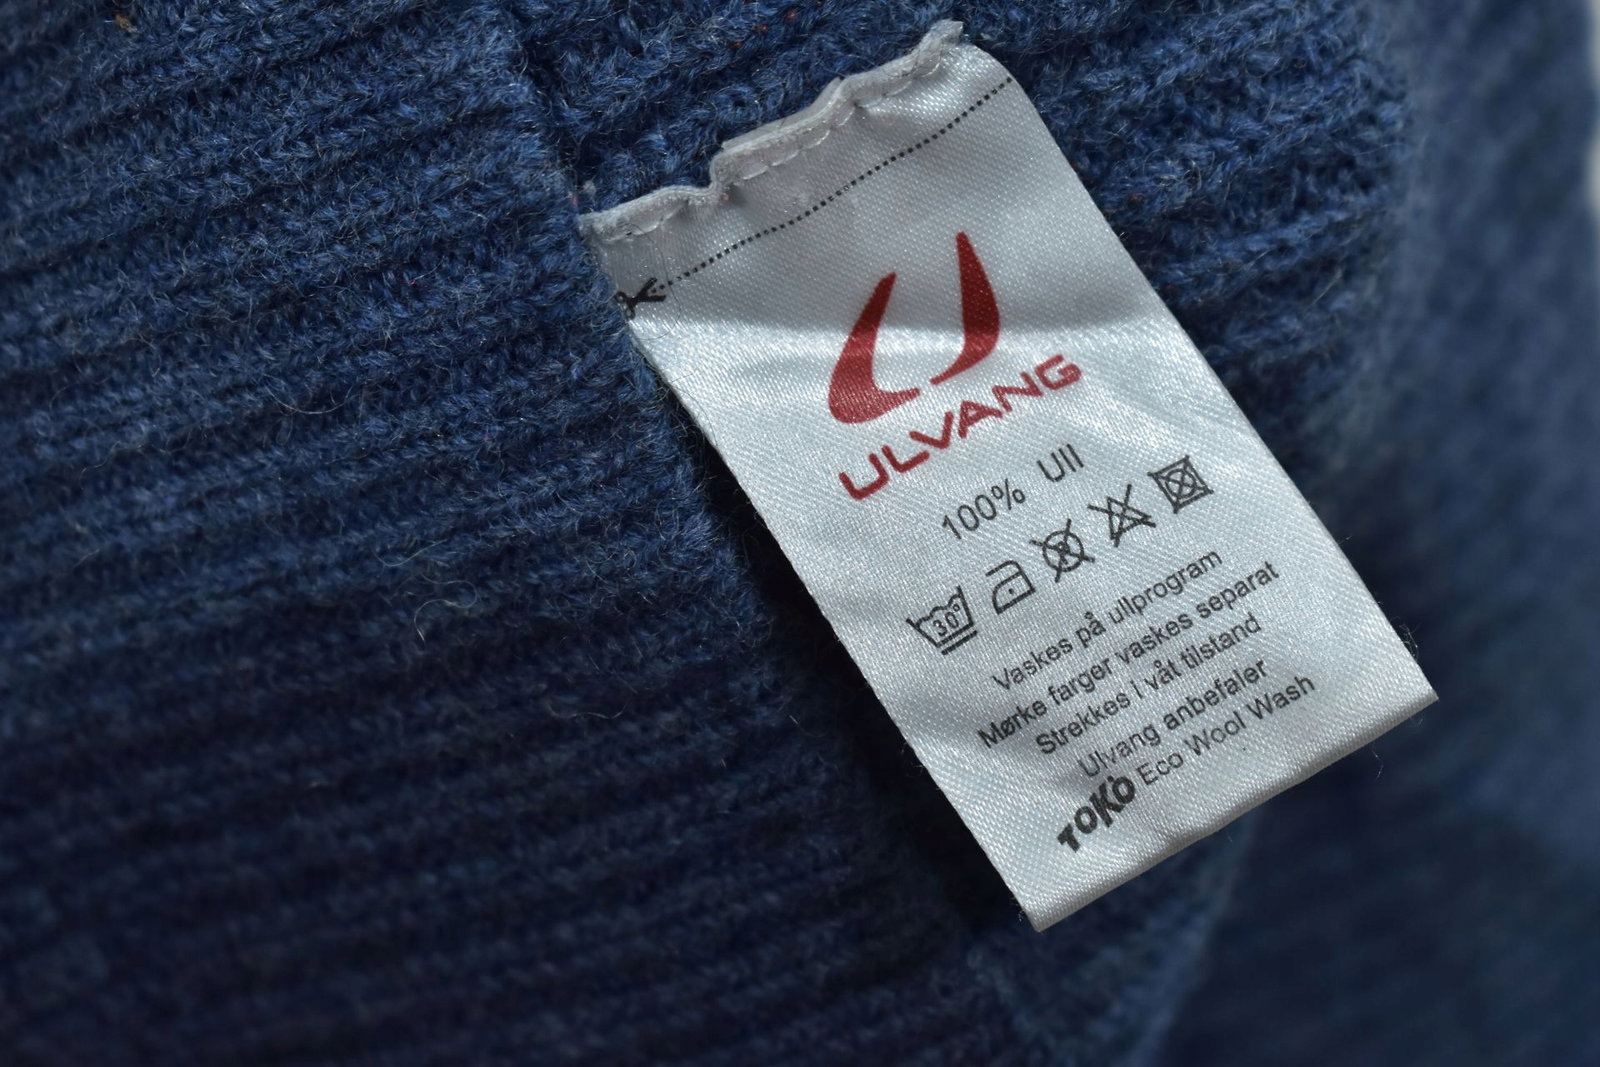 ULVANG
100% Ull
30°
Vaskes på ullprogram
Mørke farger vaskes separat
Strekkes i våt tilstand
Ulvang anbefaler
TOKO Eco Wool Wash